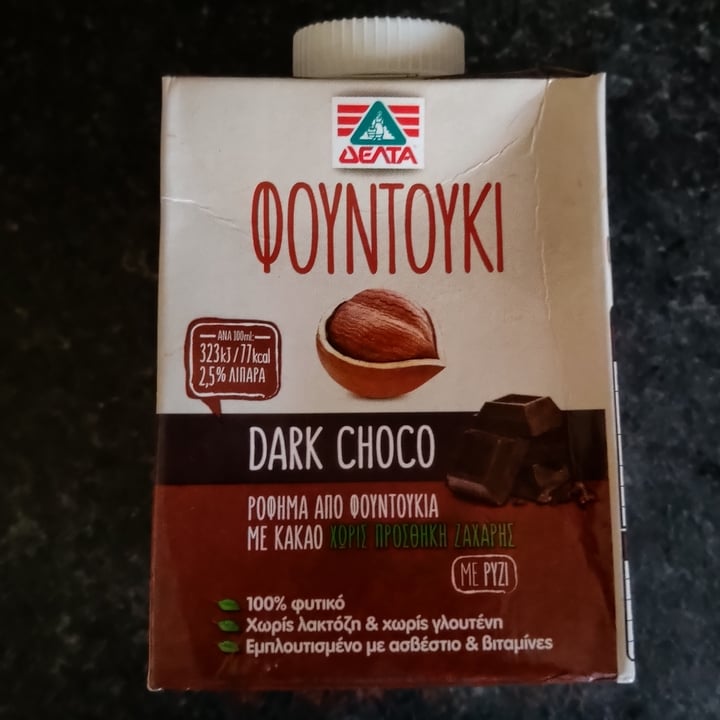 ΔΕΛΤΑ
ΦΟΥΝΤΟΥΚΙ
ΑΝΑ 100ml:
323kJ/77kcal
2,5% ΛΙΠΑΡΑ
DARK CHOCO
ΡΟΦΗΜΑ ΑΠΟ ΦΟΥΝΤΟΥΚΙΑ
ΜΕ ΚΑΚΑΟ ΧΩΡΙΣ ΠΡΟΣΘΗΚΗ ΖΑΧΑΡΗΣ
ΜΕ ΡΥΖΙ
100% φυτικό
Χωρίς λακτόζη & χωρίς γλουτένη
Εμπλουτισμένο με ασβέστιο & βιταμίνες